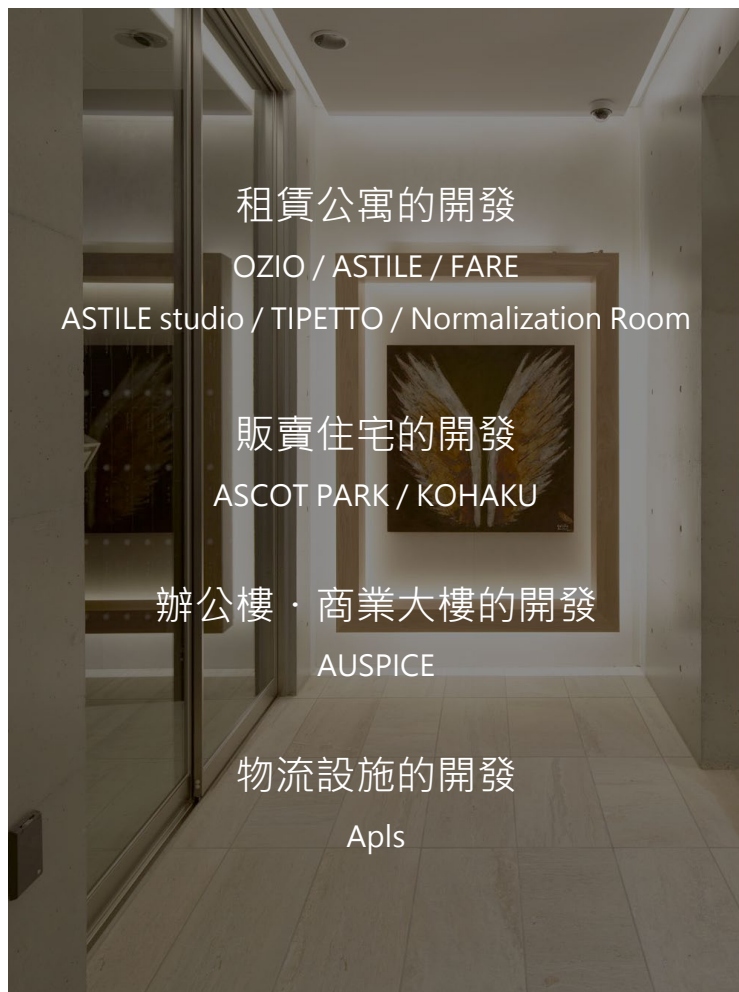 租賃公寓的開發
OZIO / ASTILE / FARE
ASTILE studio / TIPETTO / Normalization Room
販賣住宅的開發
ASCOT PARK / KOHAKU
辦公樓・商業大樓的開發
AUSPICE
物流設施的開發
Apls